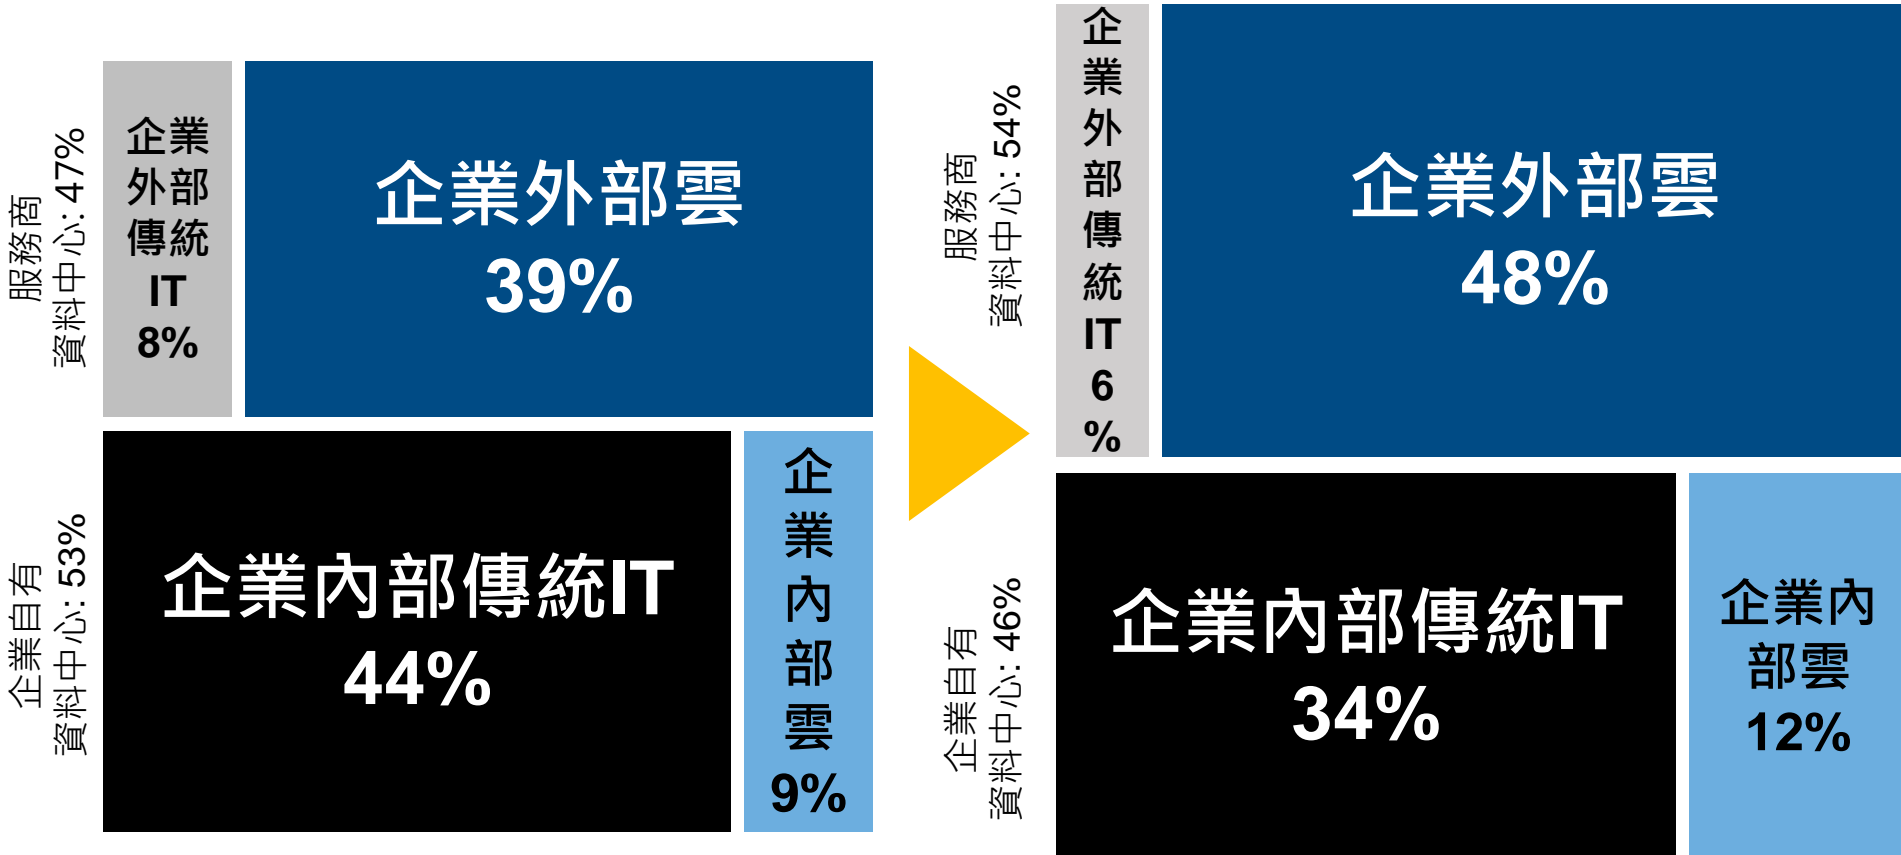 服務商
資料中心: 47%
企業
外部
傳統
IT
8%
企業外部雲
39%
企業自有
資料中心: 53%
企業內部傳統IT
44%
企
業
內
部
雲
9%
服務商
資料中心: 54%
企
業
外
部
傳
統
IT
6
%
企業外部雲
48%
企業自有
資料中心: 46%
企業內部傳統IT
34%
企業內
部雲
12%